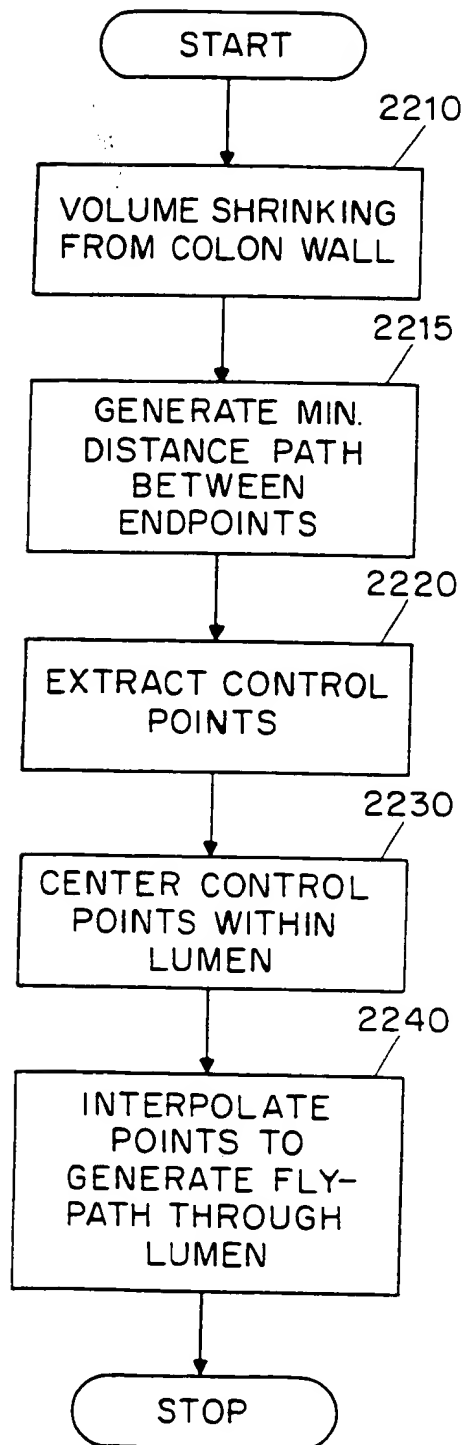 START
2210
VOLUME SHRINKING
FROM COLON WALL
2215
GENERATE MIN.
DISTANCE PATH
BETWEEN
ENDPOINTS
2220
EXTRACT CONTROL
POINTS
2230
CENTER CONTROL
POINTS WITHIN
LUMEN
2240
INTERPOLATE
POINTS TO
GENERATE FLY-
PATH THROUGH
LUMEN
STOP